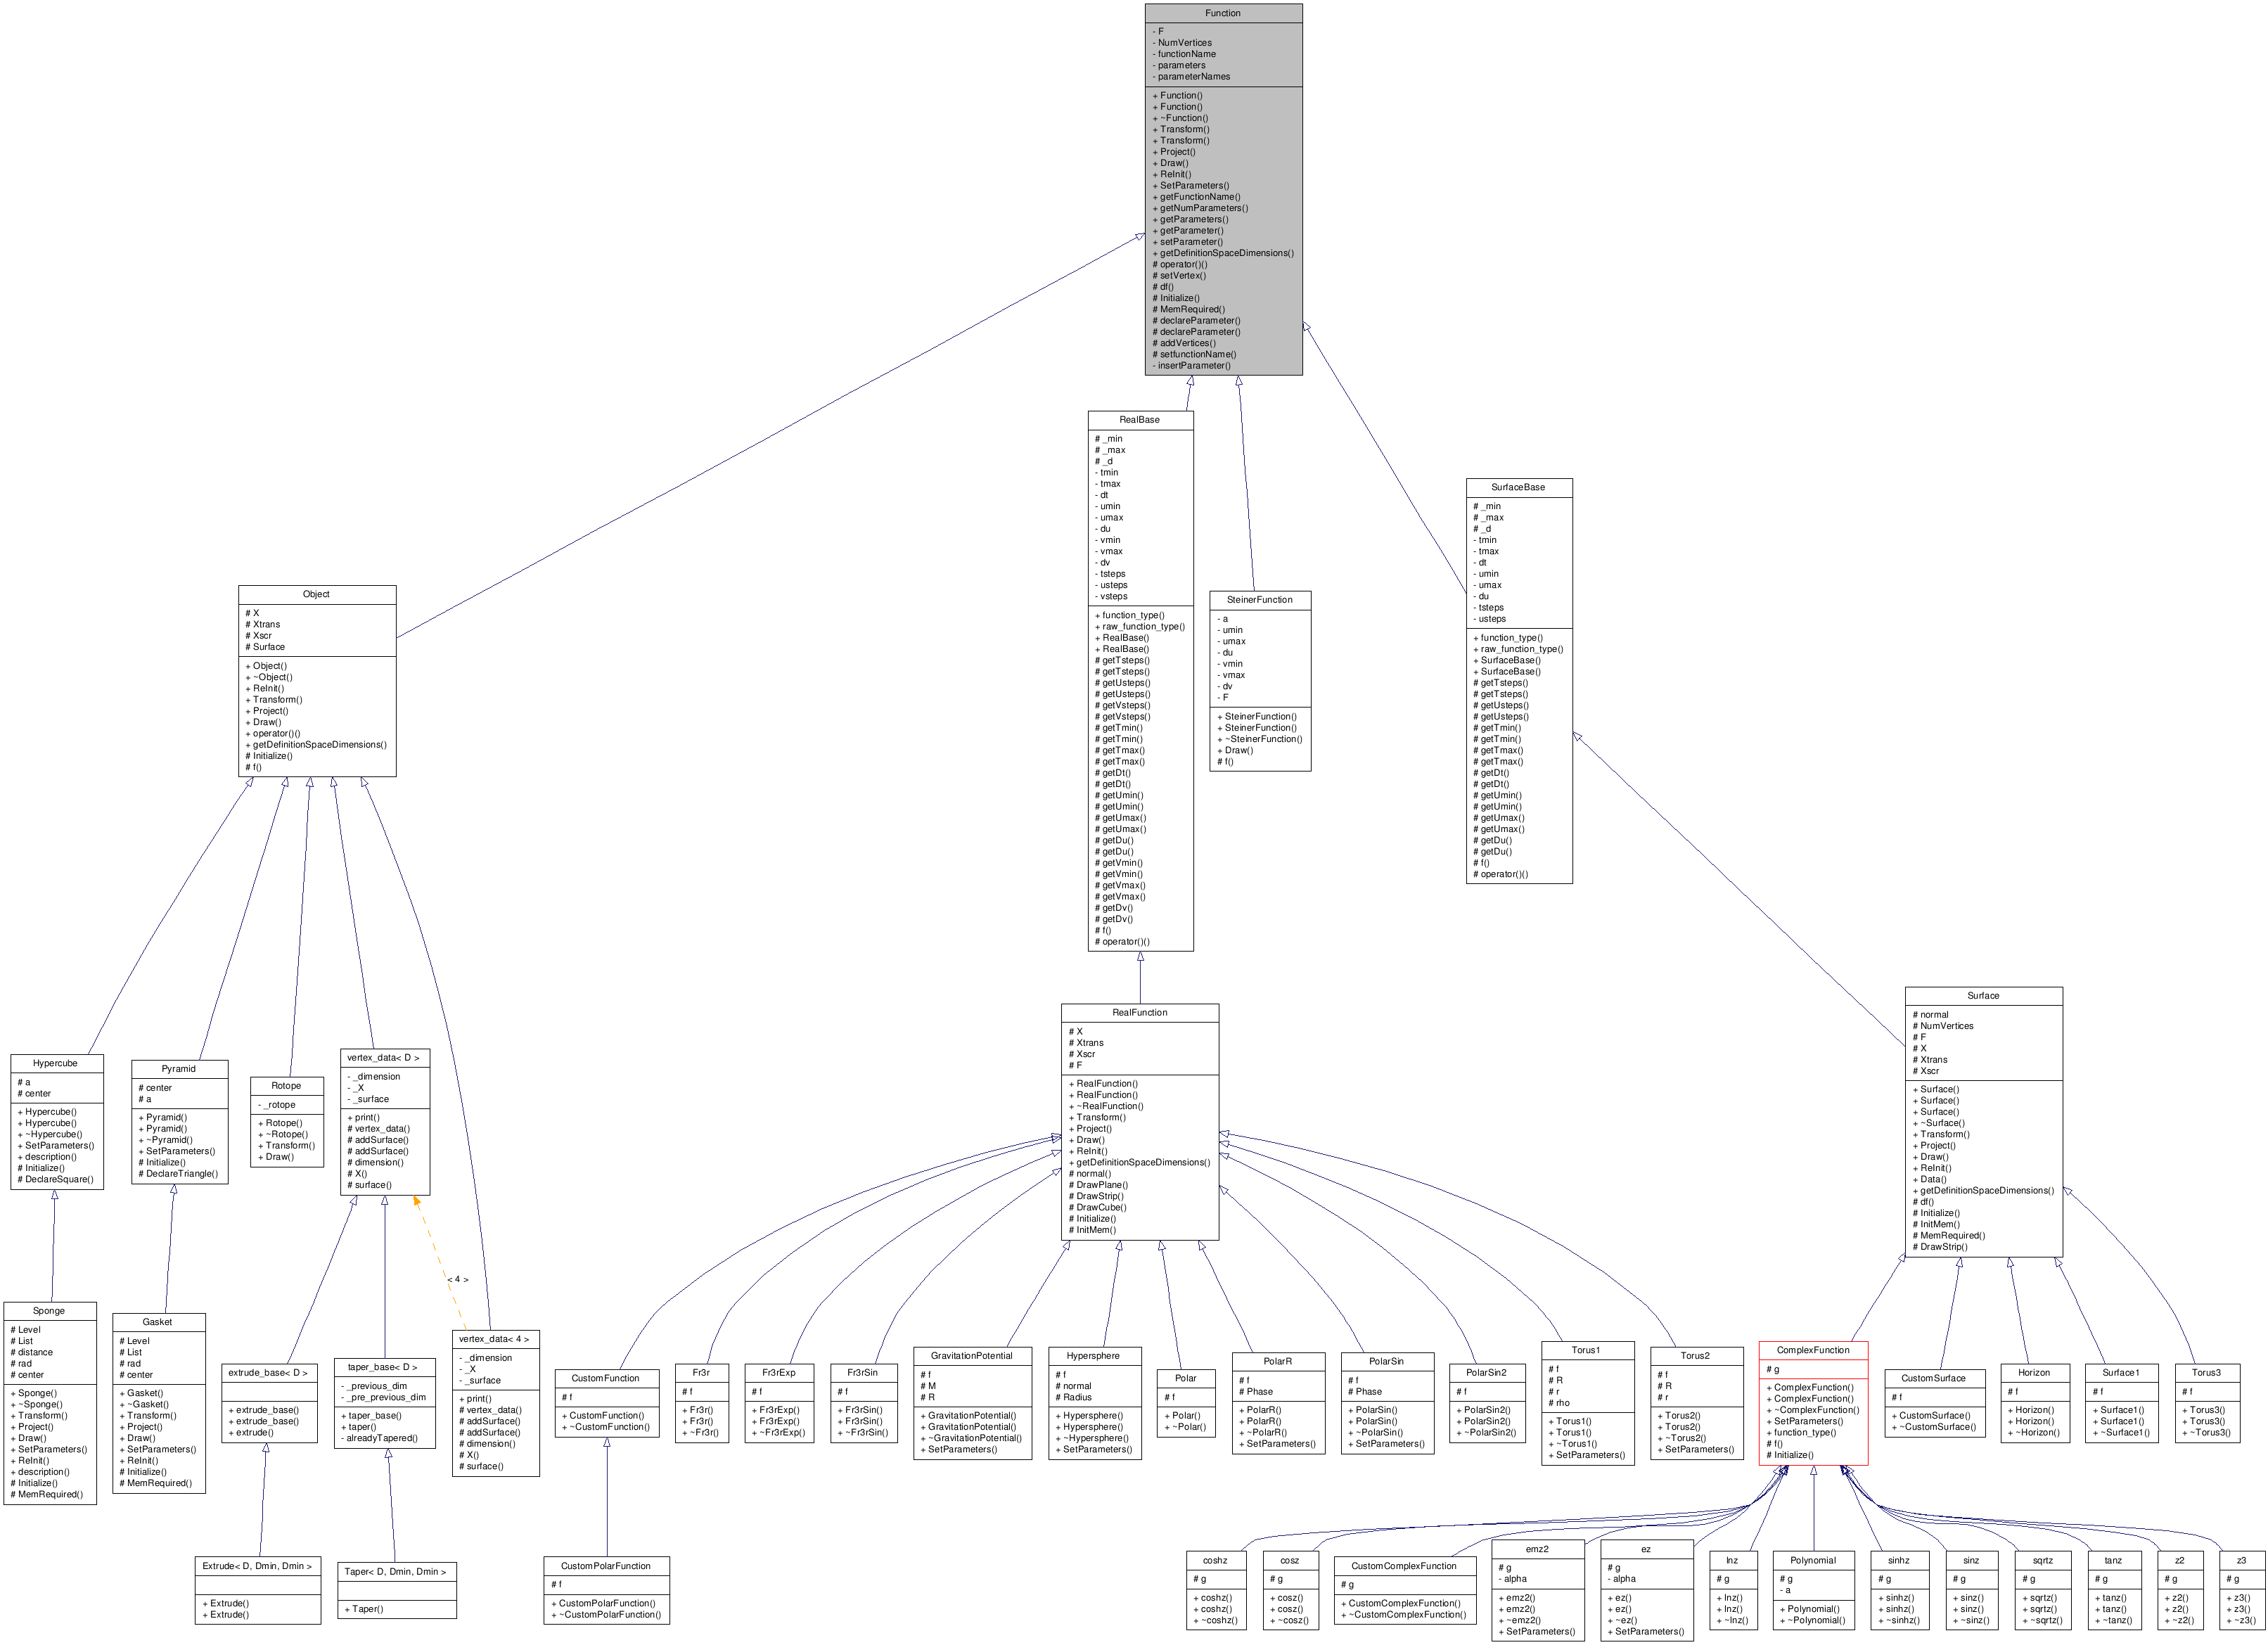 Function
- F
- NumVertices
- functionName
- parameters
- parameterNames
+ Function()
+ Function()
+ ~Function()
+ Transform()
+ Transform()
+ Project()
+ Draw()
+ ReInit()
+ SetParameters()
+ getFunctionName()
+ getNumParameters()
+ getParameters()
+ getParameter()
+ setParameter()
+ getDefinitionSpaceDimensions()
# operator()()
# setVertex()
# df()
# Initialize()
# MemRequired()
# declareParameter()
# declareParameter()
# addVertices()
# setfunctionName()
- insertParameter()
RealBase
# _min
# _max
# _d
- tmin
- tmax
- dt
- umin
- umax
- du
- vmin
- vmax
- dv
- tsteps
- usteps
- vsteps
+ function_type()
+ raw_function_type()
+ RealBase()
+ RealBase()
# getTsteps()
# getTsteps()
# getUsteps()
# getUsteps()
# getVsteps()
# getVsteps()
# getTmin()
# getTmin()
# getTmax()
# getTmax()
# getDt()
# getDt()
# getUmin()
# getUmin()
# getUmax()
# getUmax()
# getDu()
# getDu()
# getVmin()
# getVmin()
# getVmax()
# getVmax()
# getDv()
# getDv()
# f()
# operator()()
SurfaceBase
# _min
# _max
# _d
- tmin
- tmax
- dt
- umin
- umax
- du
- tsteps
- usteps
+ function_type()
+ raw_function_type()
+ SurfaceBase()
+ SurfaceBase()
# getTsteps()
# getTsteps()
# getUsteps()
# getUsteps()
# getTmin()
# getTmin()
# getTmax()
# getTmax()
# getDt()
# getDt()
# getUmin()
# getUmin()
# getUmax()
# getUmax()
# getDu()
# getDu()
# f()
# operator()()
Object
# X
# Xtrans
# Xscr
# Surface
+ Object()
+ ~Object()
+ ReInit()
+ Transform()
+ Project()
+ Draw()
+ operator()()
+ getDefinitionSpaceDimensions()
# Initialize()
# f()
SteinerFunction
- a
- umin
- umax
- du
- vmin
- vmax
- dv
- F
+ SteinerFunction()
+ SteinerFunction()
+ ~SteinerFunction()
+ Draw()
# f()
Surface
# normal
# NumVertices
# F
# X
# Xtrans
# Xscr
+ Surface()
+ Surface()
+ Surface()
+ ~Surface()
+ Transform()
+ Project()
+ Draw()
+ ReInit()
+ Data()
+ getDefinitionSpaceDimensions()
# df()
# Initialize()
# InitMem()
# MemRequired()
# DrawStrip()
RealFunction
# X
# Xtrans
# Xscr
# F
+ RealFunction()
+ RealFunction()
+ ~RealFunction()
+ Transform()
+ Project()
+ Draw()
+ ReInit()
+ getDefinitionSpaceDimensions()
# normal()
# DrawPlane()
# DrawStrip()
# DrawCube()
# Initialize()
# InitMem()
Hypercube
# a
# center
+ Hypercube()
+ Hypercube()
+ ~Hypercube()
+ SetParameters()
+ description()
# Initialize()
# DeclareSquare()
Pyramid
# center
# a
+ Pyramid()
+ Pyramid()
+ ~Pyramid()
+ SetParameters()
# Initialize()
# DeclareTriangle()
Rotope
- _rotope
+ Rotope()
+ ~Rotope()
+ Transform()
+ Draw()
vertex_data< D >
- _dimension
- _X
- _surface
+ print()
# vertex_data()
# addSurface()
# addSurface()
# dimension()
# X()
# surface()
< 4 >
Sponge
# Level
# List
# distance
# rad
# center
+ Sponge()
+ ~Sponge()
+ Transform()
+ Project()
+ Draw()
+ SetParameters()
+ ReInit()
+ description()
# Initialize()
# MemRequired()
Gasket
# Level
# List
# rad
# center
+ Gasket()
+ ~Gasket()
+ Transform()
+ Project()
+ Draw()
+ SetParameters()
+ ReInit()
# Initialize()
# MemRequired()
extrude_base< D >
+ extrude_base()
+ extrude_base()
+ extrude()
taper_base< D >
- _previous_dim
- _pre_previous_dim
+ taper_base()
+ taper()
- alreadyTapered()
vertex_data< 4 >
- _dimension
- _X
- _surface
+ print()
# vertex_data()
# addSurface()
# addSurface()
# dimension()
# X()
# surface()
CustomFunction
# f
+ CustomFunction()
+ ~CustomFunction()
Fr3r
# f
+ Fr3r()
+ Fr3r()
+ ~Fr3r()
Fr3rExp
# f
+ Fr3rExp()
+ Fr3rExp()
+ ~Fr3rExp()
Fr3rSin
# f
+ Fr3rSin()
+ Fr3rSin()
+ ~Fr3rSin()
GravitationPotential
# f
# M
# R
+ GravitationPotential()
+ GravitationPotential()
+ ~GravitationPotential()
+ SetParameters()
Hypersphere
# f
# normal
# Radius
+ Hypersphere()
+ Hypersphere()
+ ~Hypersphere()
+ SetParameters()
Polar
# f
+ Polar()
+ ~Polar()
PolarR
# f
# Phase
+ PolarR()
+ PolarR()
+ ~PolarR()
+ SetParameters()
PolarSin
# f
# Phase
+ PolarSin()
+ PolarSin()
+ ~PolarSin()
+ SetParameters()
PolarSin2
# f
+ PolarSin2()
+ PolarSin2()
+ ~PolarSin2()
Torus1
# f
# R
# r
# rho
+ Torus1()
+ Torus1()
+ ~Torus1()
+ SetParameters()
Torus2
# f
# R
# r
+ Torus2()
+ Torus2()
+ ~Torus2()
+ SetParameters()
ComplexFunction
# g
+ ComplexFunction()
+ ComplexFunction()
+ ~ComplexFunction()
+ SetParameters()
+ function_type()
# f()
# Initialize()
CustomSurface
# f
+ CustomSurface()
+ ~CustomSurface()
Horizon
# f
+ Horizon()
+ Horizon()
+ ~Horizon()
Surface1
# f
+ Surface1()
+ Surface1()
+ ~Surface1()
Torus3
# f
+ Torus3()
+ Torus3()
+ ~Torus3()
Extrude< D, Dmin, Dmin >
+ Extrude()
+ Extrude()
Taper< D, Dmin, Dmin >
+ Taper()
CustomPolarFunction
# f
+ CustomPolarFunction()
+ ~CustomPolarFunction()
coshz
# g
+ coshz()
+ coshz()
+ ~coshz()
cosz
# g
+ cosz()
+ cosz()
+ ~cosz()
CustomComplexFunction
# g
+ CustomComplexFunction()
+ ~CustomComplexFunction()
emz2
# g
- alpha
+ emz2()
+ emz2()
+ ~emz2()
+ SetParameters()
ez
# g
- alpha
+ ez()
+ ez()
+ ~ez()
+ SetParameters()
lnz
# g
+ lnz()
+ lnz()
+ ~lnz()
Polynomial
# g
- a
+ Polynomial()
+ ~Polynomial()
sinhz
# g
+ sinhz()
+ sinhz()
+ ~sinhz()
sinz
# g
+ sinz()
+ sinz()
+ ~sinz()
sqrtz
# g
+ sqrtz()
+ sqrtz()
+ ~sqrtz()
tanz
# g
+ tanz()
+ tanz()
+ ~tanz()
z2
# g
+ z2()
+ z2()
+ ~z2()
z3
# g
+ z3()
+ z3()
+ ~z3()